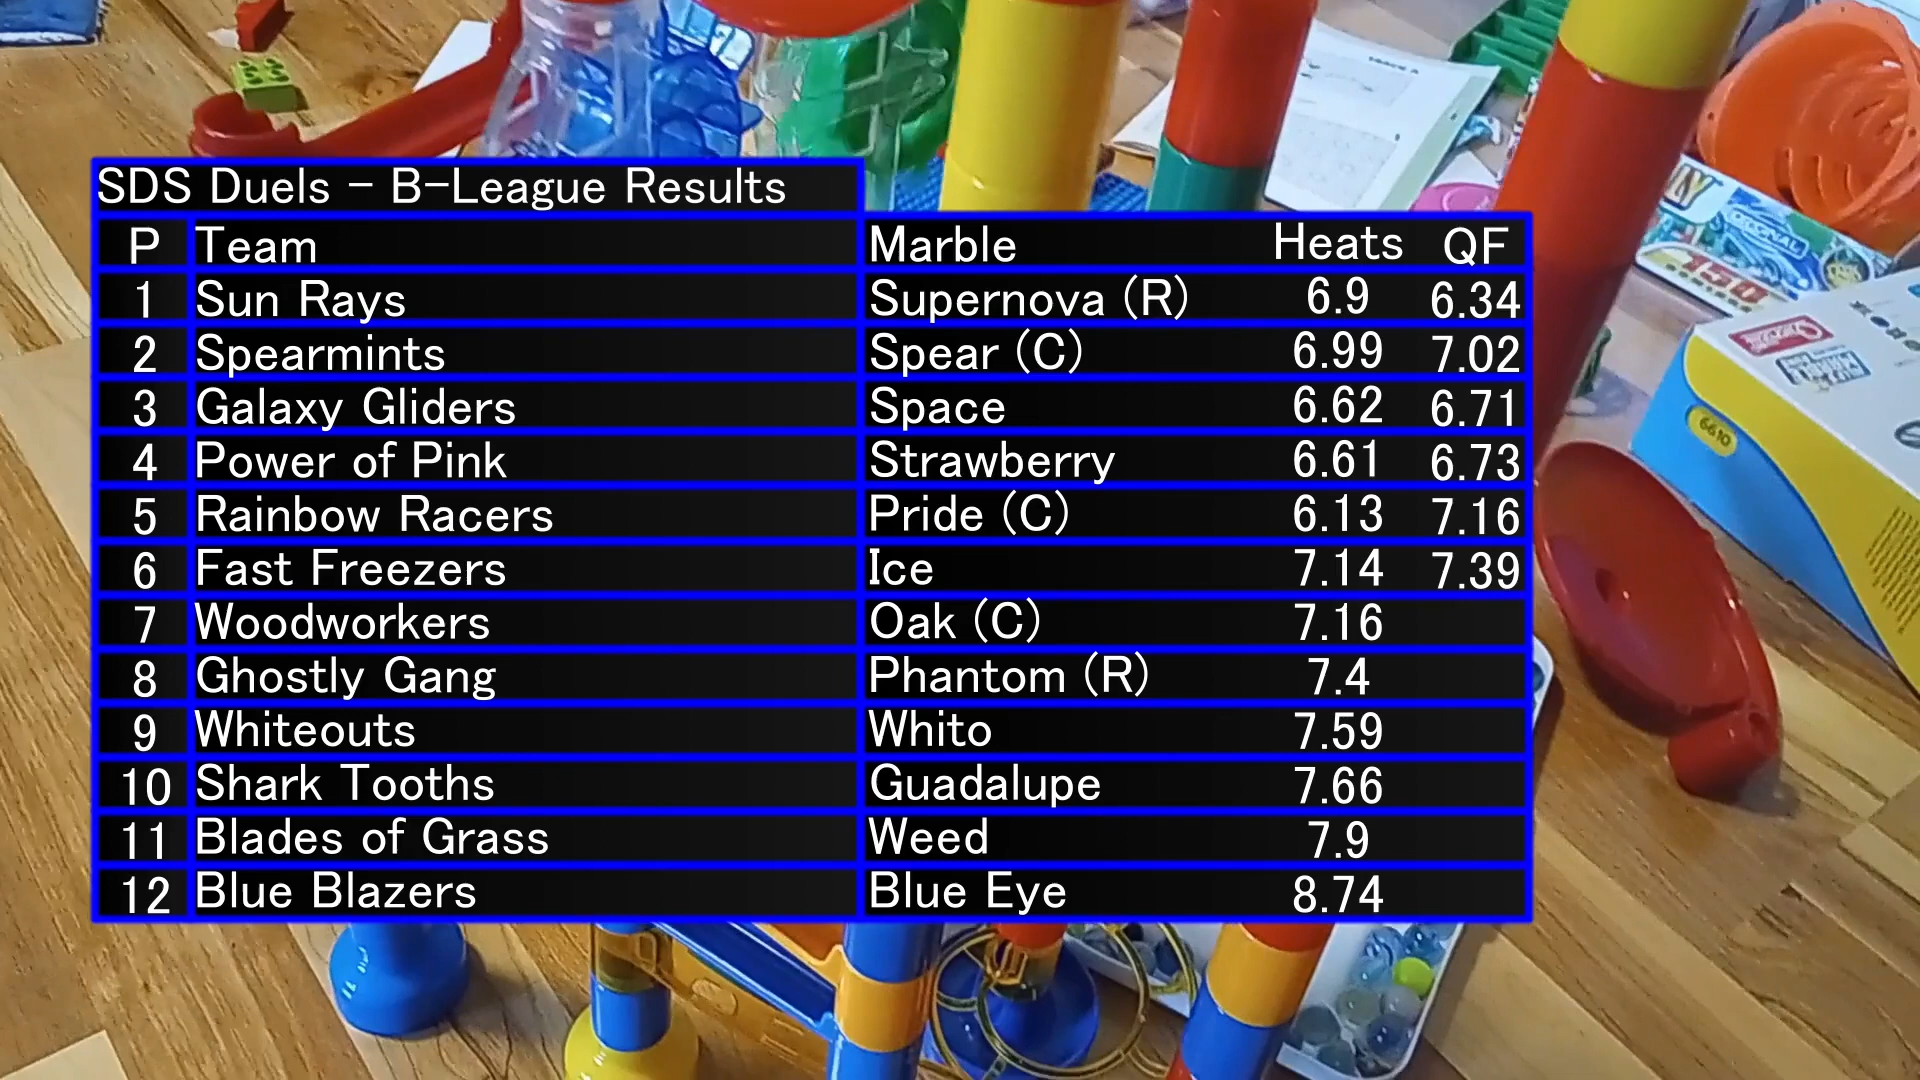 TRACK A
SDS Duels - B-League Results
P Team Marble Heats QF
1 Sun Rays Supernova (R) 6.9 6.34
2 Spearmints Spear (C) 6.99 7.02
3 Galaxy Gliders Space 6.62 6.71
4 Power of Pink Strawberry 6.61 6.73
5 Rainbow Racers Pride (C) 6.13 7.16
6 Fast Freezers Ice 7.14 7.39
7 Woodworkers Oak (C) 7.16
8 Ghostly Gang Phantom (R) 7.4
9 Whiteouts Whito 7.59
10 Shark Tooths Guadalupe 7.66
11 Blades of Grass Weed 7.9
12 Blue Blazers Blue Eye 8.74
ORIGINAL
150
6610